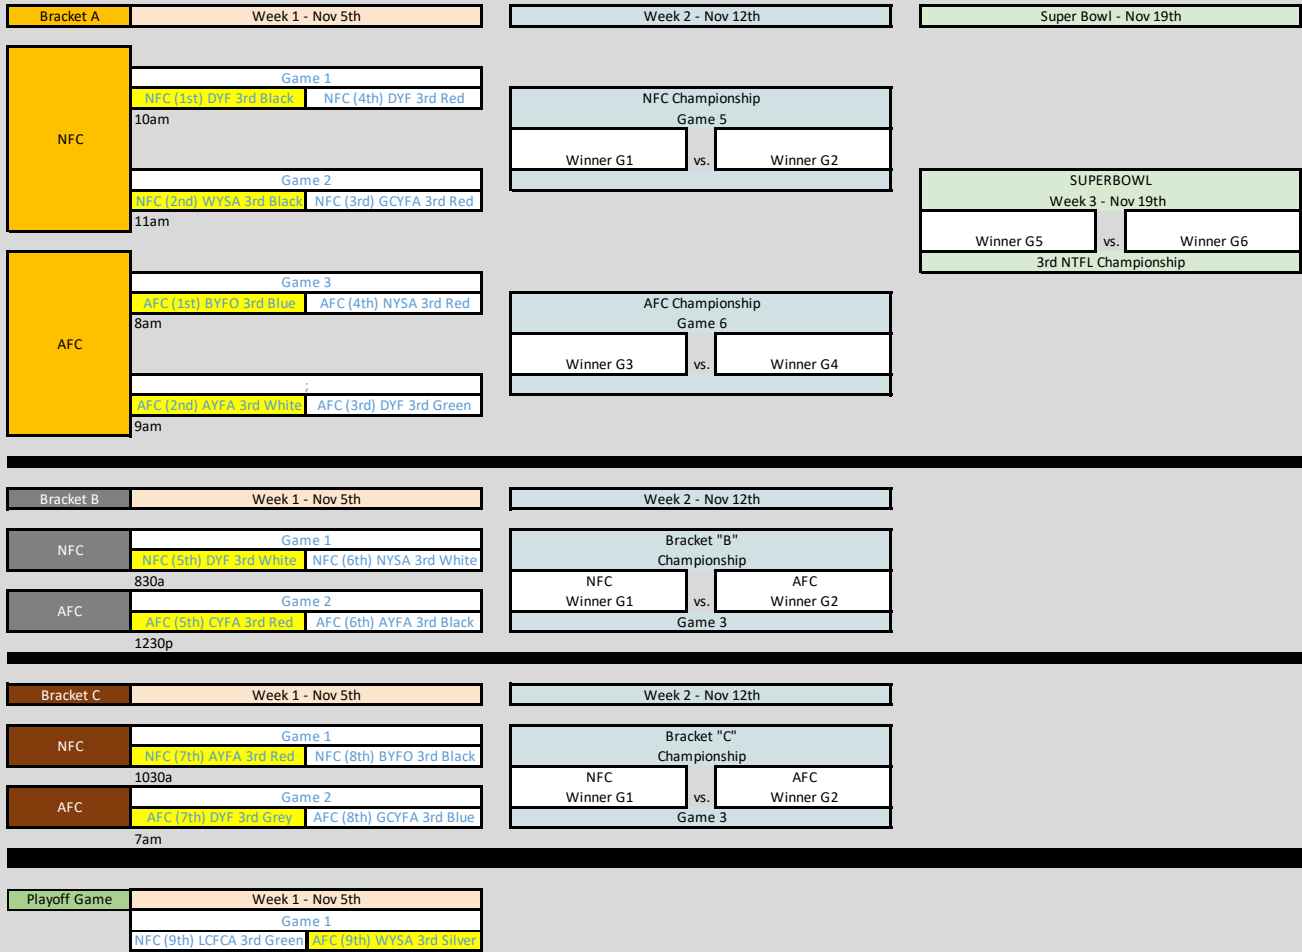 Bracket A Week 1 - Nov 5th Week 2 - Nov 12th Super Bowl - Nov 19th
NFC
Game 1
NFC (1st) DYF 3rd Black NFC (4th) DYF 3rd Red
10am
Game 2
NFC (2nd) WYSA 3rd Black NFC (3rd) GCYFA 3rd Red
11am
NFC Championship
Game 5
Winner G1 vs. Winner G2
SUPERBOWL
Week 3 - Nov 19th
Winner G5 vs. Winner G6
3rd NTFL Championship
AFC
Game 3
AFC (1st) BYFO 3rd Blue AFC (4th) NYSA 3rd Red
8am
;
AFC (2nd) AYFA 3rd White AFC (3rd) DYF 3rd Green
9am
AFC Championship
Game 6
Winner G3 vs. Winner G4
Bracket B Week 1 - Nov 5th Week 2 - Nov 12th
NFC
Game 1
NFC (5th) DYF 3rd White NFC (6th) NYSA 3rd White
830a
AFC
Game 2
AFC (5th) CYFA 3rd Red AFC (6th) AYFA 3rd Black
1230p
Bracket "B"
Championship
NFC AFC
Winner G1 vs. Winner G2
Game 3
Bracket C Week 1 - Nov 5th Week 2 - Nov 12th
NFC
Game 1
NFC (7th) AYFA 3rd Red NFC (8th) BYFO 3rd Black
1030a
AFC
Game 2
AFC (7th) DYF 3rd Grey AFC (8th) GCYFA 3rd Blue
7am
Bracket "C"
Championship
NFC AFC
Winner G1 vs. Winner G2
Game 3
Playoff Game Week 1 - Nov 5th
Game 1
NFC (9th) LCFCA 3rd Green AFC (9th) WYSA 3rd Silver